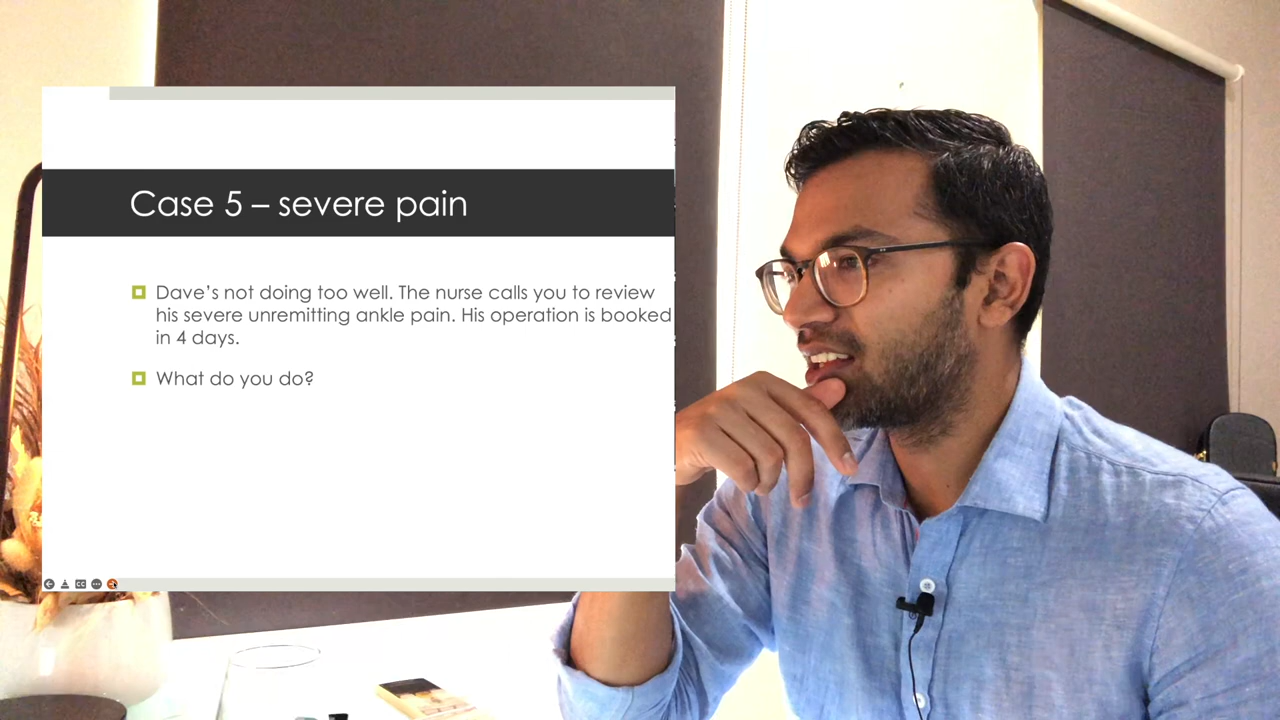 Case 5 – severe pain
Dave's not doing too well. The nurse calls you to review
his severe unremitting ankle pain. His operation is booked
in 4 days.
What do you do?